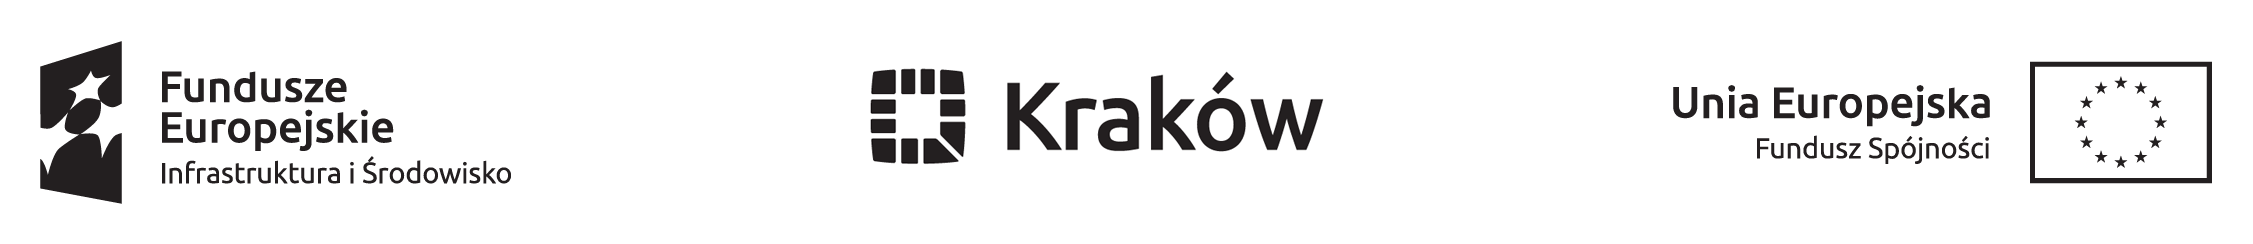 Fundusze
Europejskie
Infrastruktura i Środowisko
Kraków
Unia Europejska
Fundusz Spójności